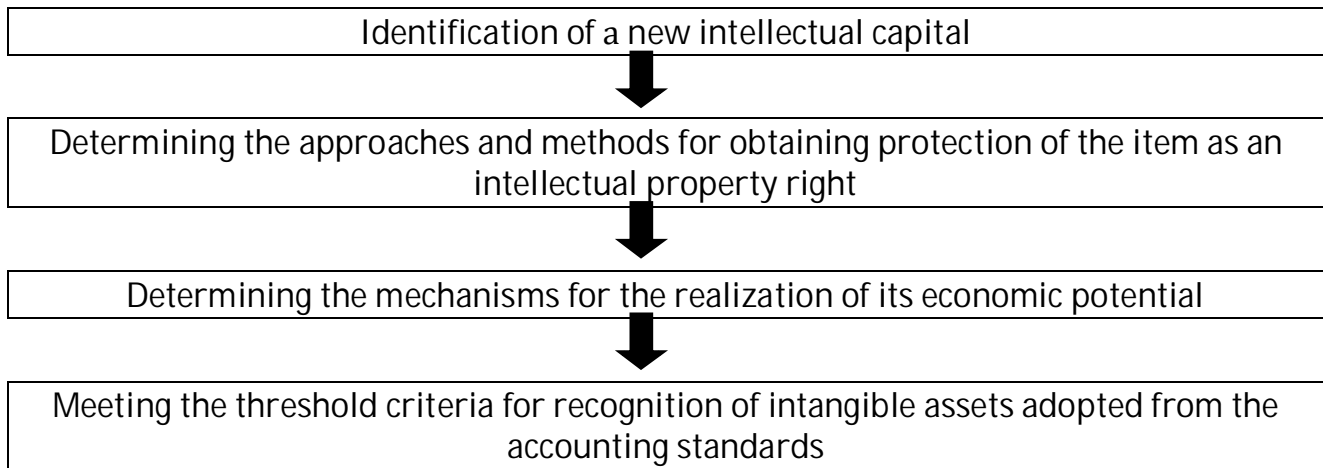 Identification of a new intellectual capital
Determining the approaches and methods for obtaining protection of the item as an
intellectual property right
Determining the mechanisms for the realization of its economic potential
Meeting the threshold criteria for recognition of intangible assets adopted from the
accounting standards